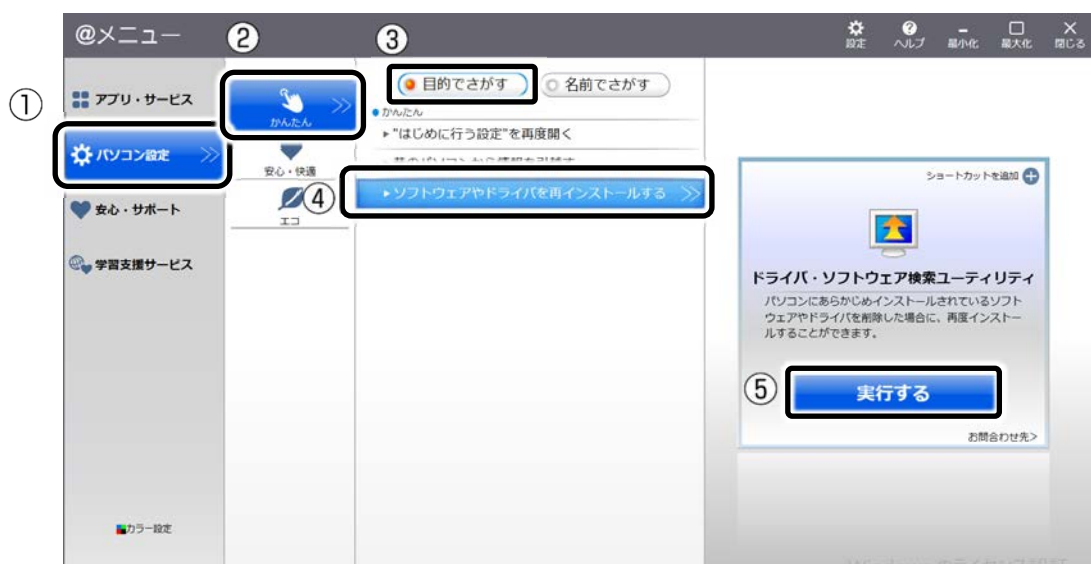 @メニュー
②
③
設定
ヘルプ
最小化
最大化
閉じる
①
アプリ・サービス
パソコン設定
安心・サポート
学習支援サービス
カラー設定
かんたん
安心・快適
④
エコ
目的でさがす
名前でさがす
かんたん
"はじめに行う設定"を再度開く
ソフトウェアやドライバを再インストールする
ショートカットを追加
ドライバ・ソフトウェア検索ユーティリティ
パソコンにあらかじめインストールされているソフト
ウェアやドライバを削除した場合に、再度インストー
ルすることができます。
⑤
実行する
お問合わせ先>